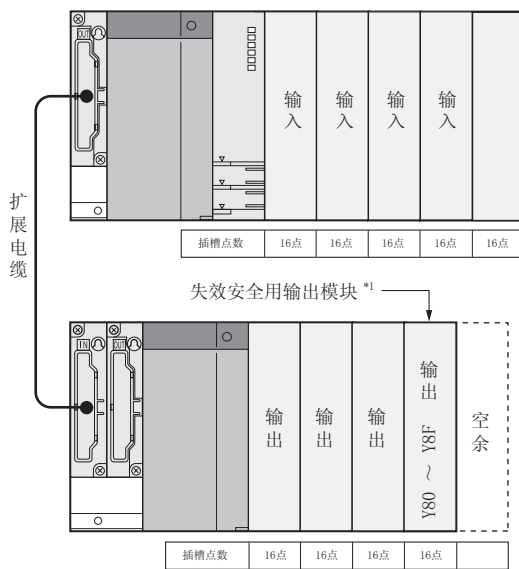 OUT
输入
输入
输入
输入
扩展电缆
插槽点数 16点 16点 16点 16点 16点
失效安全用输出模块 *1
IN
OUT
输出
输出
输出
输出 Y80 ～ Y8F
空余
插槽点数 16点 16点 16点 16点